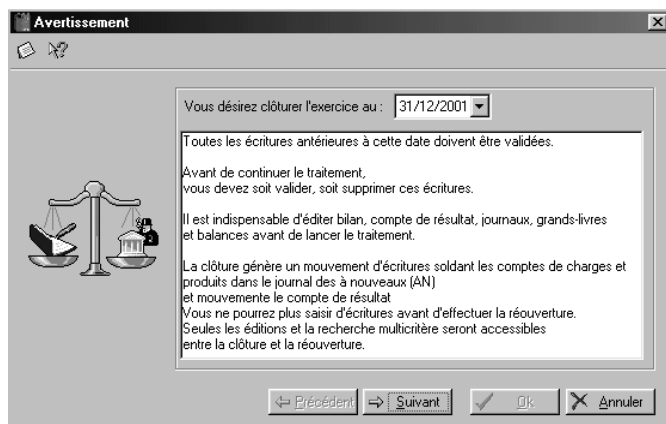 Avertissement
Vous désirez clôturer l'exercice au : 31/12/2001
Toutes les écritures antérieures à cette date doivent être validées.
Avant de continuer le traitement,
vous devez soit valider, soit supprimer ces écritures.
Il est indispensable d'éditer bilan, compte de résultat, journaux, grands-livres
et balances avant de lancer le traitement.
La clôture génère un mouvement d'écritures soldant les comptes de charges et
produits dans le journal des à nouveaux (AN)
et mouvemente le compte de résultat
Vous ne pourrez plus saisir d'écritures avant d'effectuer la réouverture.
Seules les éditions et la recherche multicritère seront accessibles
entre la clôture et la réouverture.
Précédent Suivant Ok Annuler